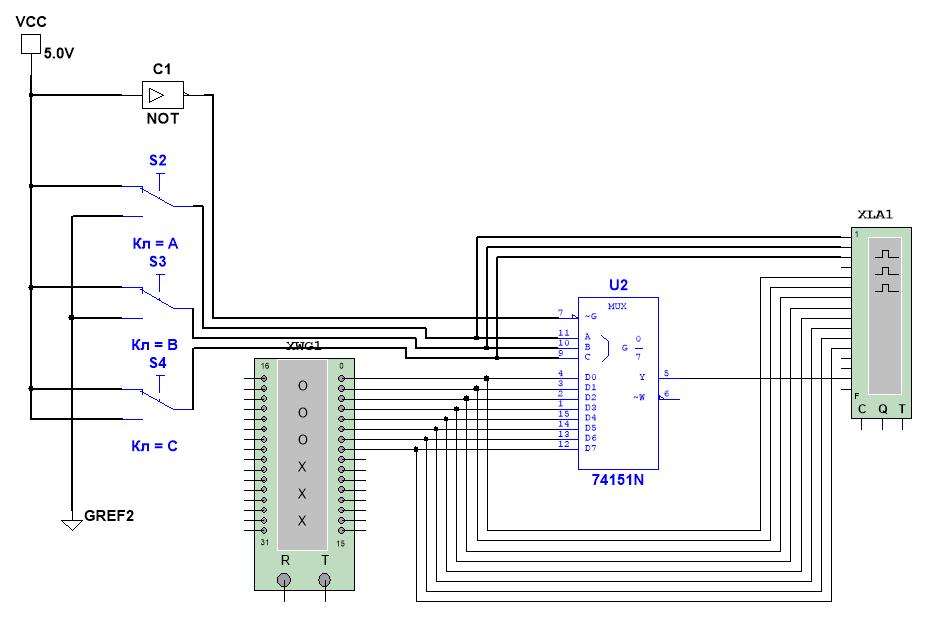 VCC
5.0V
C1
NOT
S2
Кл = A
S3
Кл = B
S4
Кл = C
GREF2
XWG1
16
0
O
O
O
X
X
X
31
15
R
T
U2
MUX
7
~G
11
A
10
B
9
C
G
0
7
4
D0
3
D1
2
D2
1
D3
15
D4
14
D5
13
D6
12
D7
Y
5
~W
6
74151N
XLA1
1
F
C Q T